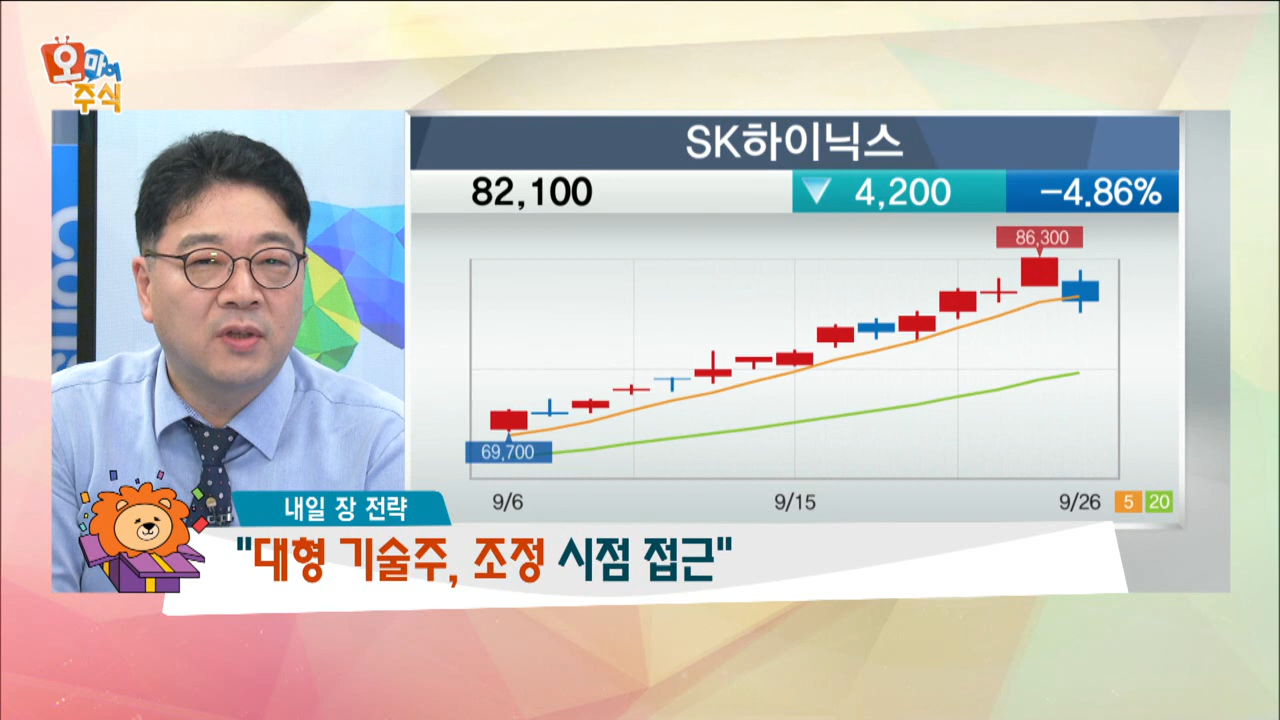 오마이
주식
SK하이닉스
82,100 ▼ 4,200 -4.86%
86,300
69,700
9/6 9/15 9/26 5 20
내일 장 전략
"대형 기술주, 조정 시점 접근"